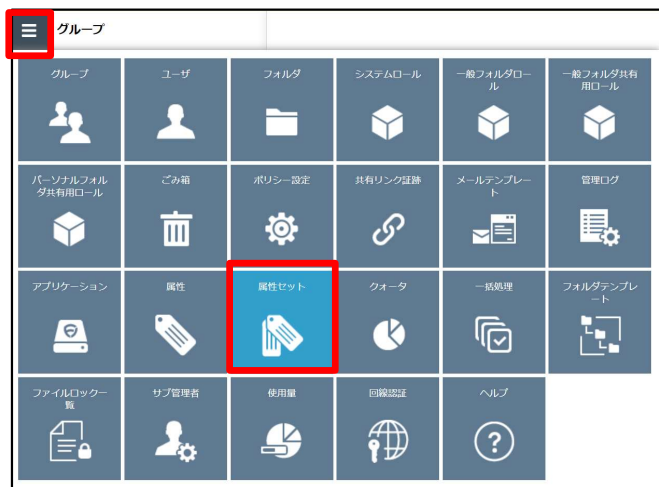 グループ
グループ
ユーザ
フォルダ
システムロール
一般フォルダロー
ル
一般フォルダ共有
用ロール
パーソナルフォル
ダ共有用ロール
ごみ箱
ポリシー設定
共有リンク証跡
メールテンプレー
ト
管理ログ
アプリケーション
属性
属性セット
クォータ
一括処理
フォルダテンプレ
ート
ファイルロック一
覧
サブ管理者
使用量
回線認証
ヘルプ
?